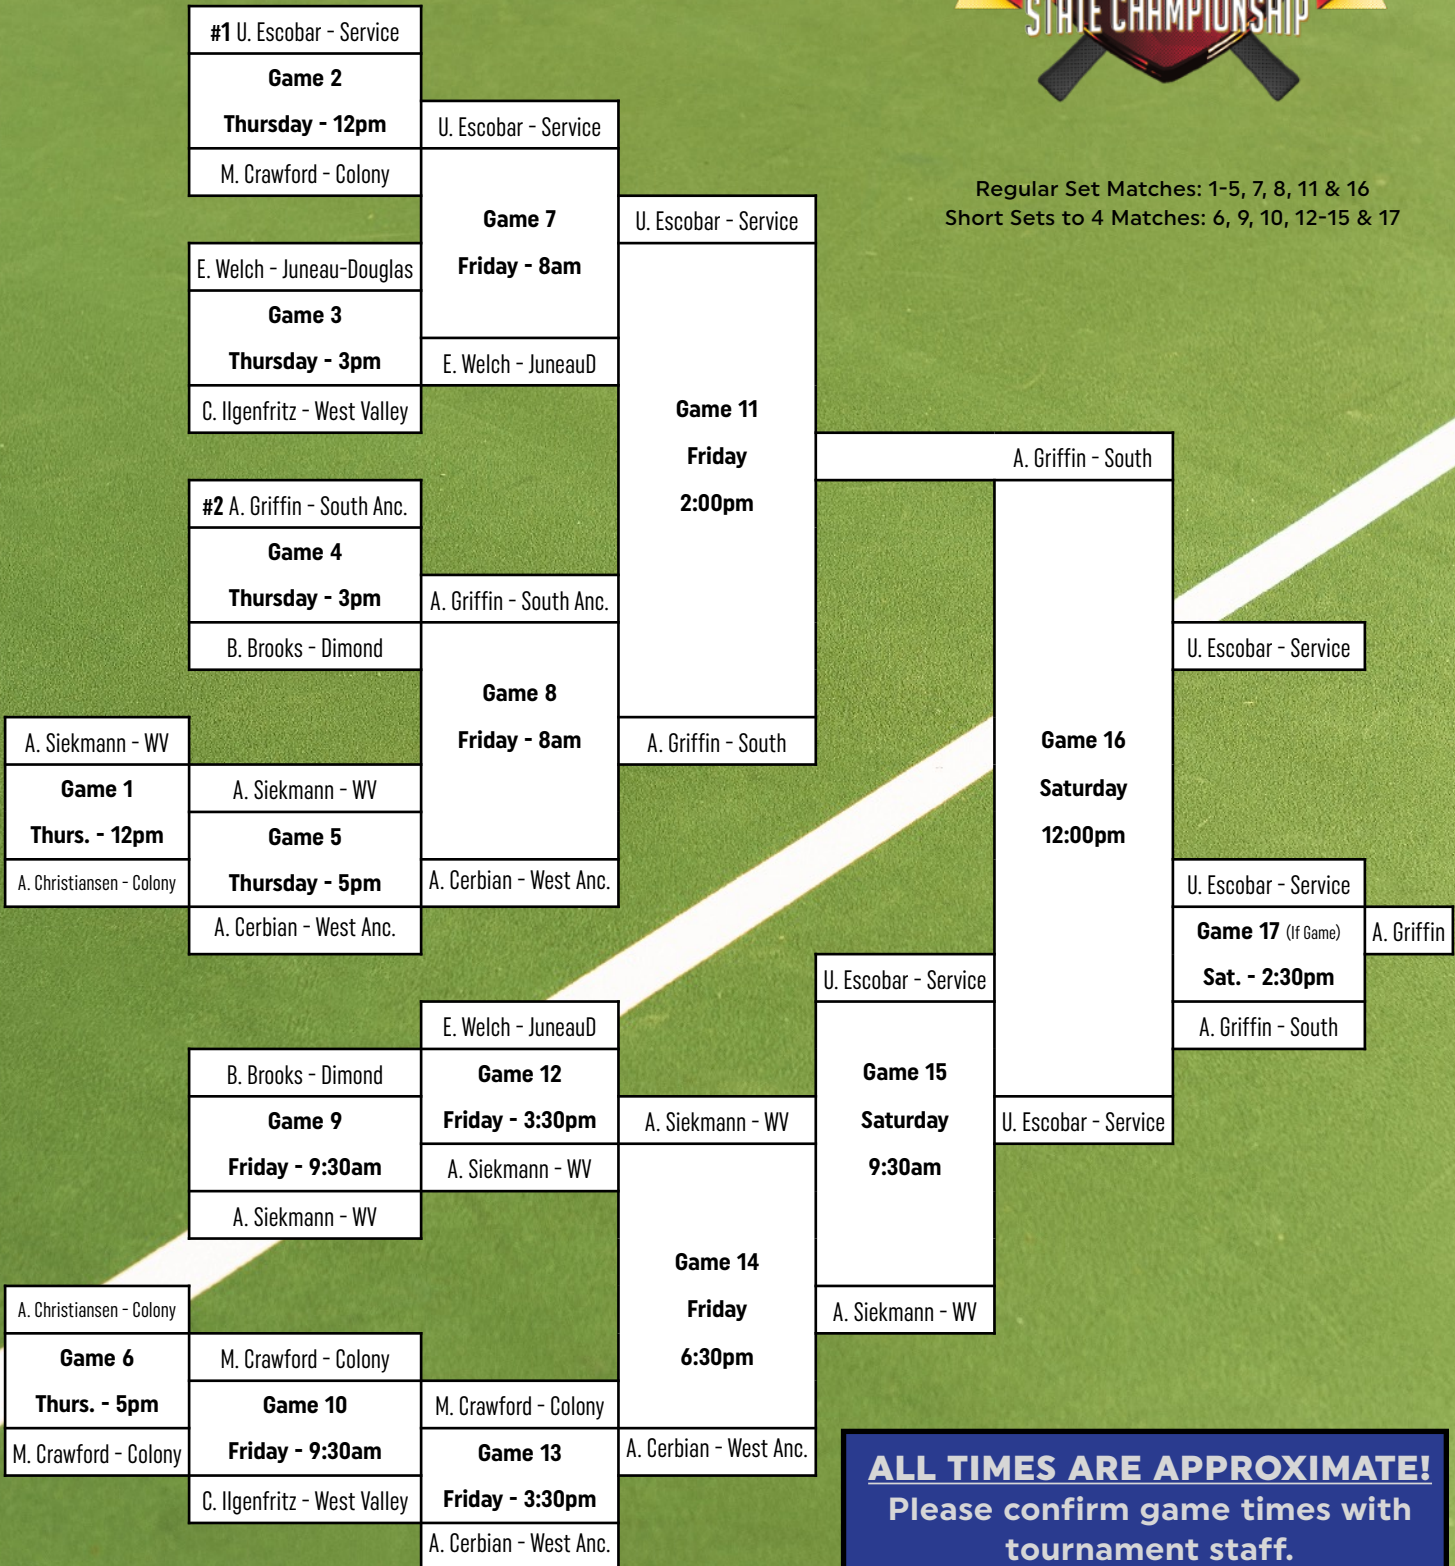 STATE CHAMPIONSHIP
Regular Set Matches: 1-5, 7, 8, 11 & 16
Short Sets to 4 Matches: 6, 9, 10, 12-15 & 17
#1 U. Escobar - Service
Game 2
Thursday - 12pm
M. Crawford - Colony
E. Welch - Juneau-Douglas
Game 3
Thursday - 3pm
C. Ilgenfritz - West Valley
#2 A. Griffin - South Anc.
Game 4
Thursday - 3pm
B. Brooks - Dimond
A. Siekmann - WV
Game 1
Thurs. - 12pm
A. Christiansen - Colony
A. Siekmann - WV
Game 5
Thursday - 5pm
A. Cerbian - West Anc.
U. Escobar - Service
Game 7
Friday - 8am
E. Welch - JuneauD
A. Griffin - South Anc.
Game 8
Friday - 8am
A. Cerbian - West Anc.
U. Escobar - Service
Game 11
Friday
2:00pm
A. Griffin - South
A. Griffin - South
Game 16
Saturday
12:00pm
U. Escobar - Service
U. Escobar - Service
U. Escobar - Service
Game 17 (If Game)
Sat. - 2:30pm
A. Griffin - South
A. Griffin
B. Brooks - Dimond
Game 9
Friday - 9:30am
A. Siekmann - WV
A. Christiansen - Colony
Game 6
Thurs. - 5pm
M. Crawford - Colony
M. Crawford - Colony
Game 10
Friday - 9:30am
C. Ilgenfritz - West Valley
E. Welch - JuneauD
Game 12
Friday - 3:30pm
A. Siekmann - WV
M. Crawford - Colony
Game 13
Friday - 3:30pm
A. Cerbian - West Anc.
A. Siekmann - WV
Game 14
Friday
6:30pm
A. Cerbian - West Anc.
U. Escobar - Service
Game 15
Saturday
9:30am
A. Siekmann - WV
ALL TIMES ARE APPROXIMATE!
Please confirm game times with
tournament staff.